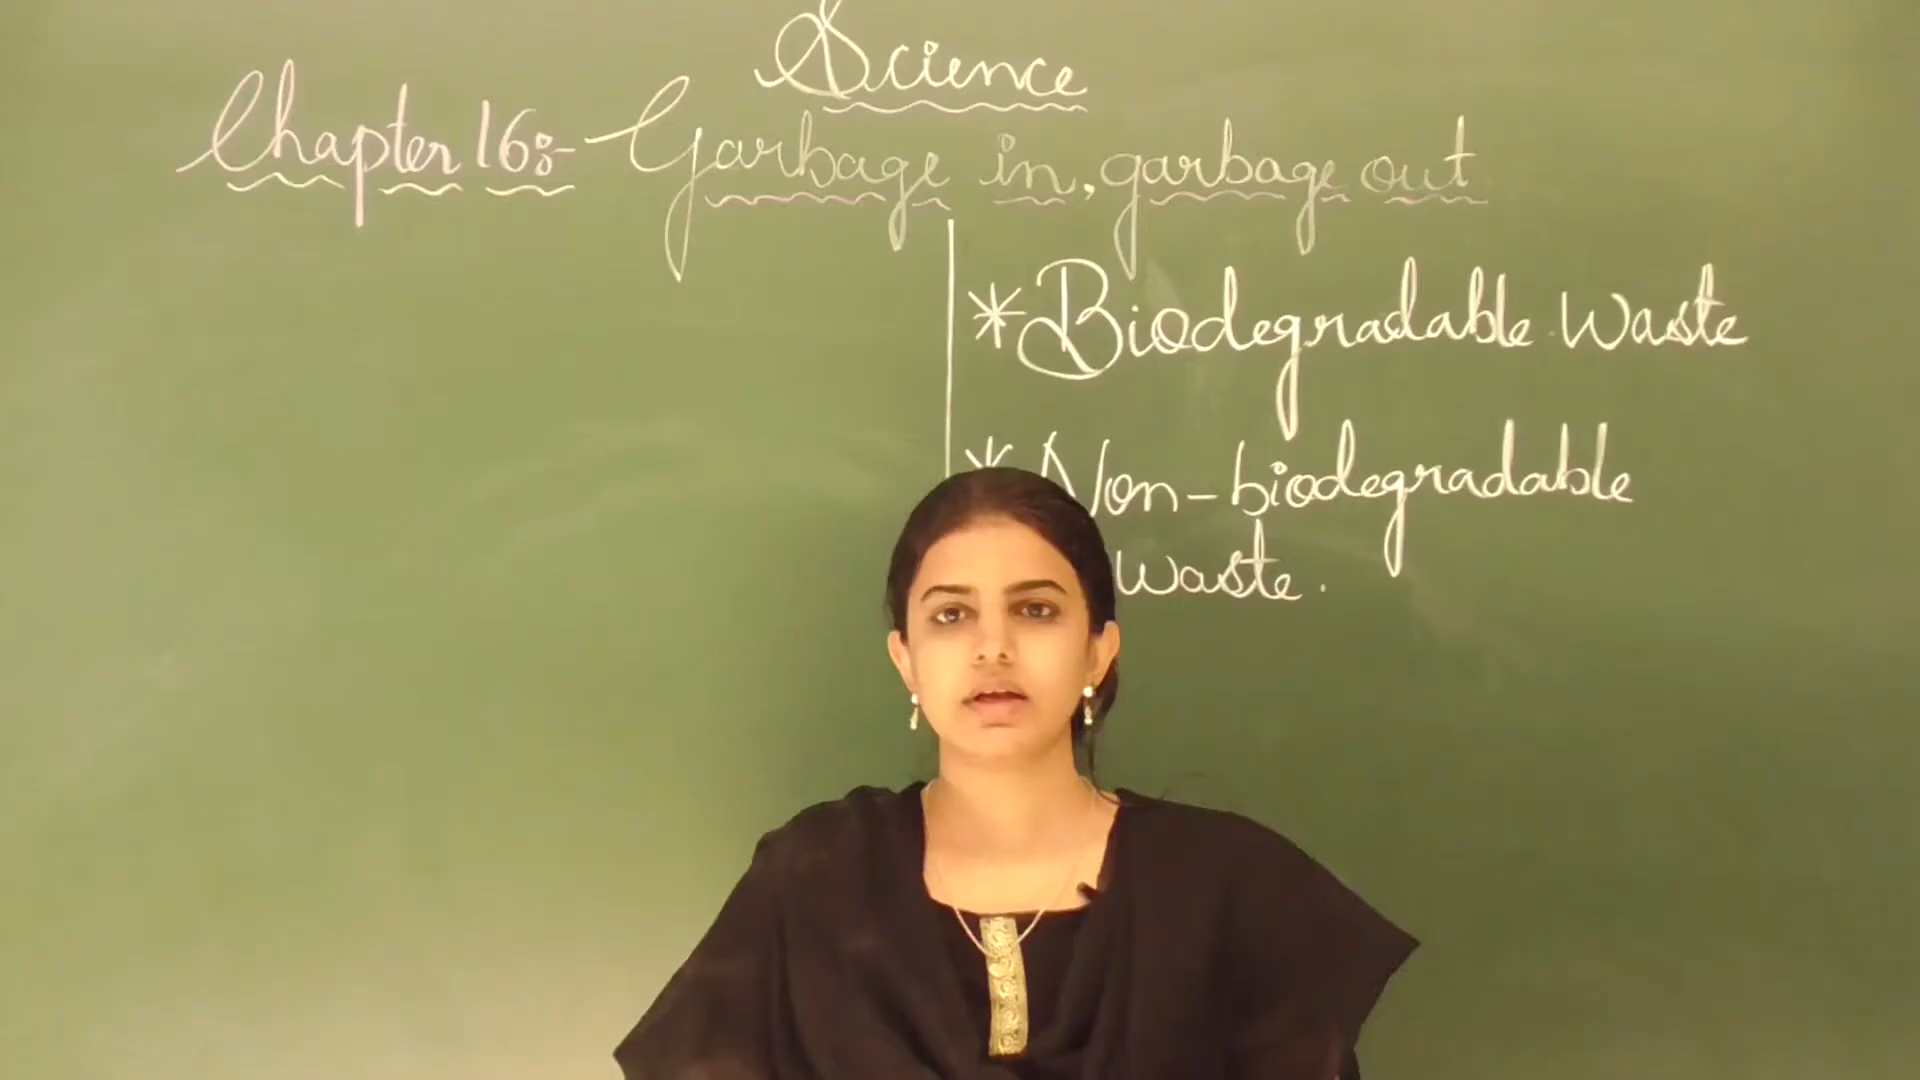 Science
Chapter 16:- Garbage in, garbage out
* Biodegradable Waste
* Non-biodegradable
Waste.